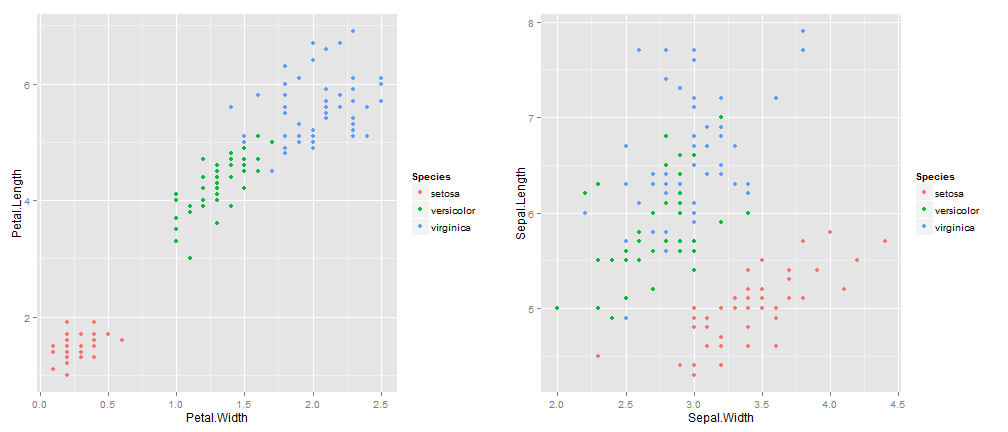 6
4
2
Petal.Length
0.0 0.5 1.0 1.5 2.0 2.5
Petal.Width
Species
setosa
versicolor
virginica
8
7
6
5
Sepal.Length
2.0 2.5 3.0 3.5 4.0 4.5
Sepal.Width
Species
setosa
versicolor
virginica